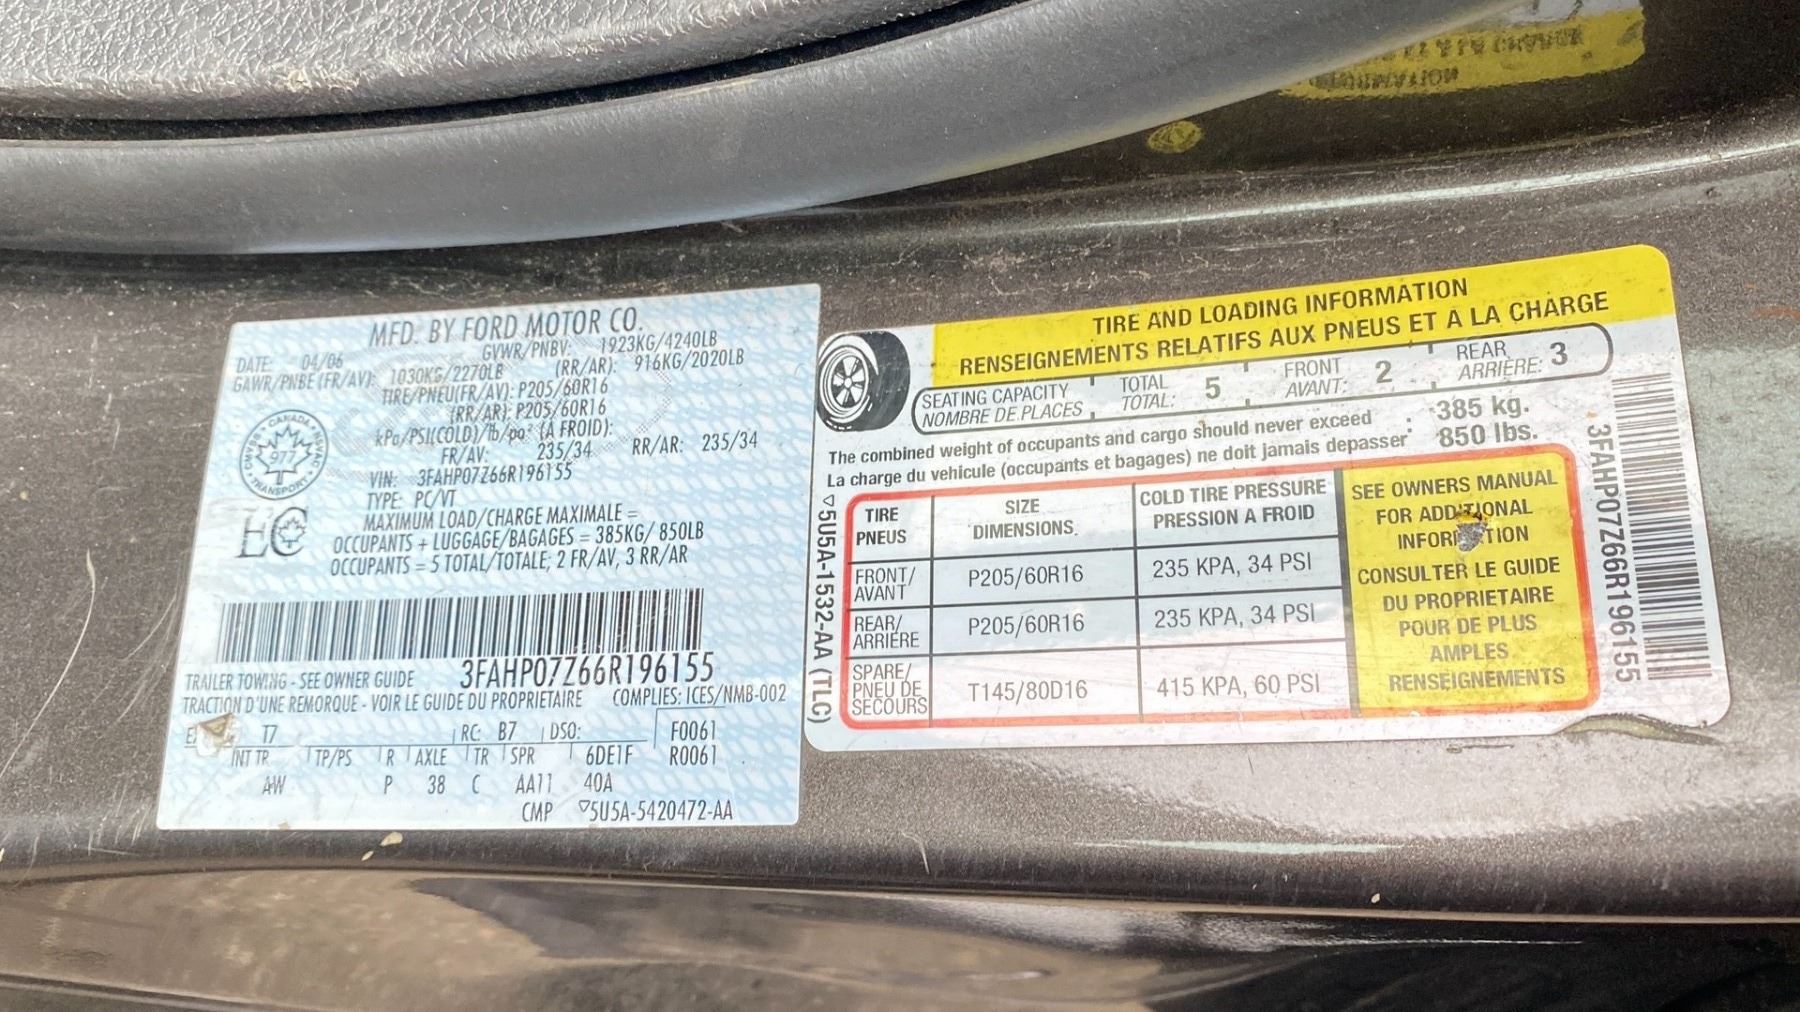 MFD. BY FORD MOTOR CO.
DATE: 04/06 GVWR/PNBV: 1923KG/4240LB
GAWR/PNBE (FR/AV): 1030KG/2270LB (RR/AR): 916KG/2020LB
TIRE/PNEU(FR/AV): P205/60R16
(RR/AR): P205/60R16
kPa/PSI(COLD)/lb/po² (A FROID):
FR/AV: 235/34 RR/AR: 235/34
VIN: 3FAHP07Z66R196155
TYPE: PC/VT
MAXIMUM LOAD/CHARGE MAXIMALE =
OCCUPANTS + LUGGAGE/BAGAGES = 385KG/ 850LB
OCCUPANTS = 5 TOTAL/TOTALE; 2 FR/AV, 3 RR/AR
CANADA
977
TRANSPORT
EC
3FAHP07Z66R196155
TRAILER TOWING - SEE OWNER GUIDE
TRACTION D'UNE REMORQUE - VOIR LE GUIDE DU PROPRIETAIRE COMPLIES: ICES/NMB-002
T7 RC: B7 DSO: F0061
INT TR TP/PS R AXLE TR SPR 6DE1F R0061
AW P 38 C AA11 40A
CMP ▽5U5A-5420472-AA
TIRE AND LOADING INFORMATION
RENSEIGNEMENTS RELATIFS AUX PNEUS ET A LA CHARGE
SEATING CAPACITY TOTAL 5 FRONT 2 REAR 3
NOMBRE DE PLACES TOTAL: AVANT: ARRIÈRE:
The combined weight of occupants and cargo should never exceed : 385 kg.
La charge du vehicule (occupants et bagages) ne doit jamais depasser 850 lbs.
▽5U5A-1532-AA (TLC)
TIRE SIZE COLD TIRE PRESSURE
PNEUS DIMENSIONS PRESSION A FROID
FRONT/ P205/60R16 235 KPA, 34 PSI
AVANT
REAR/ P205/60R16 235 KPA, 34 PSI
ARRIÈRE
SPARE/
PNEU DE T145/80D16 415 KPA, 60 PSI
SECOURS
SEE OWNERS MANUAL
FOR ADDITIONAL
INFORMATION
CONSULTER LE GUIDE
DU PROPRIETAIRE
POUR DE PLUS
AMPLES
RENSEIGNEMENTS
3FAHP07Z66R196155